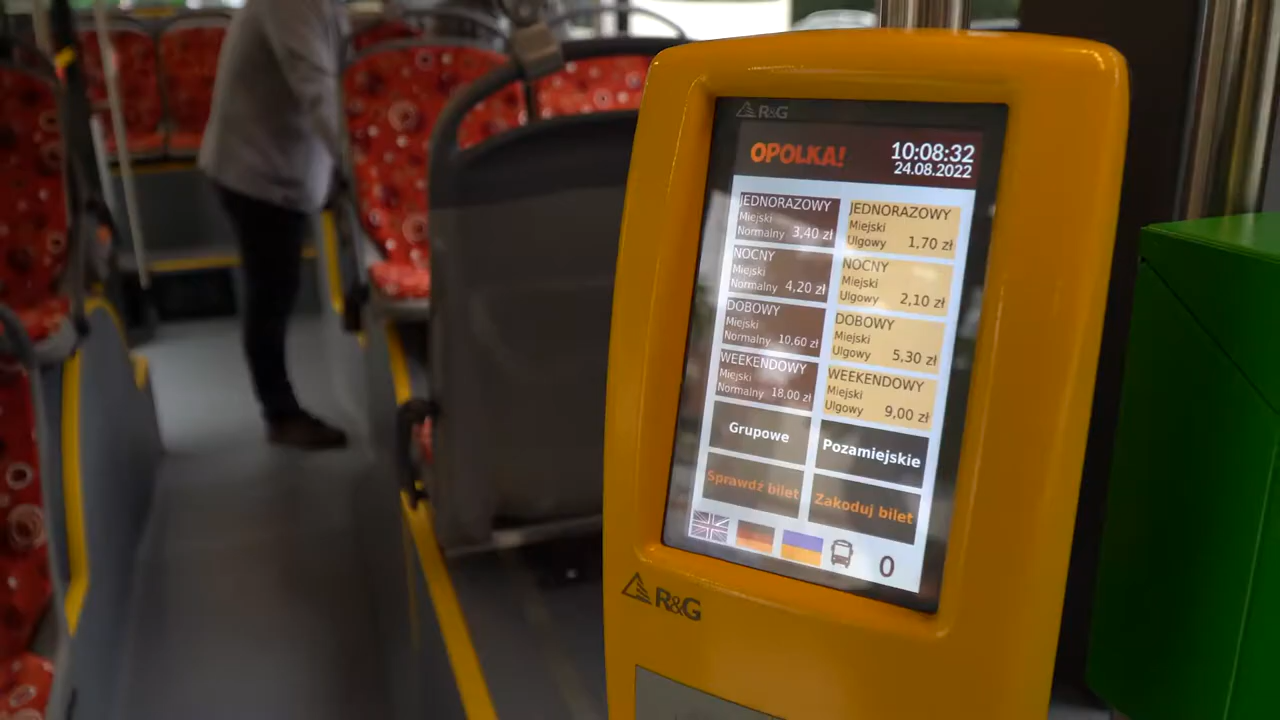 R&G
OPOLKA!
10:08:32
24.08.2022
JEDNORAZOWY
Miejski
Normalny 3,40 zł
JEDNORAZOWY
Miejski
Ulgowy 1,70 zł
NOCNY
Miejski
Normalny 4,20 zł
NOCNY
Miejski
Ulgowy 2,10 zł
DOBOWY
Miejski
Normalny 10,60 zł
DOBOWY
Miejski
Ulgowy 5,30 zł
WEEKENDOWY
Miejski
Normalny 18,00 zł
WEEKENDOWY
Miejski
Ulgowy 9,00 zł
Grupowe
Pozamiejskie
Sprawdź bilet
Zakoduj bilet
0
R&G